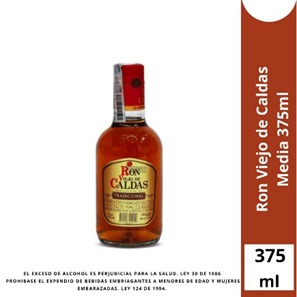 Ron Viejo de Caldas
Media 375ml
RON
VIEJO DE
CALDAS
TRADICIONAL
375
ml
EL EXCESO DE ALCOHOL ES PERJUDICIAL PARA LA SALUD. LEY 30 DE 1986
PROHIBASE EL EXPENDIO DE BEBIDAS EMBRIAGANTES A MENORES DE EDAD Y MUJERES
EMBARAZADAS. LEY 124 DE 1994.